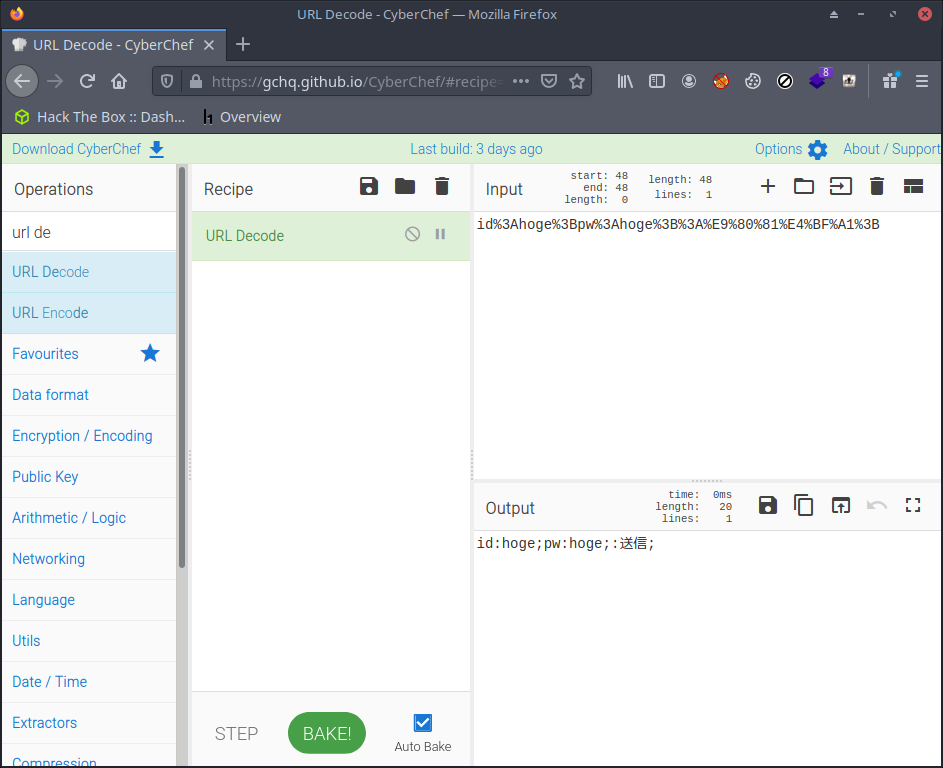 URL Decode - CyberChef — Mozilla Firefox
URL Decode - CyberChef
https://gchq.github.io/CyberChef/#recipe=
8
Hack The Box :: Dash...
Overview
Download CyberChef
Last build: 3 days ago
Options
About / Support
Operations
url de
URL Decode
URL Encode
Favourites
Data format
Encryption / Encoding
Public Key
Arithmetic / Logic
Networking
Language
Utils
Date / Time
Extractors
Compression
Recipe
URL Decode
STEP
BAKE!
Auto Bake
Input
start: 48
end: 48
length: 0
length: 48
lines: 1
id%3Ahoge%3Bpw%3Ahoge%3B%3A%E9%80%81%E4%BF%A1%3B
Output
time: 0ms
length: 20
lines: 1
id:hoge;pw:hoge;:送信;